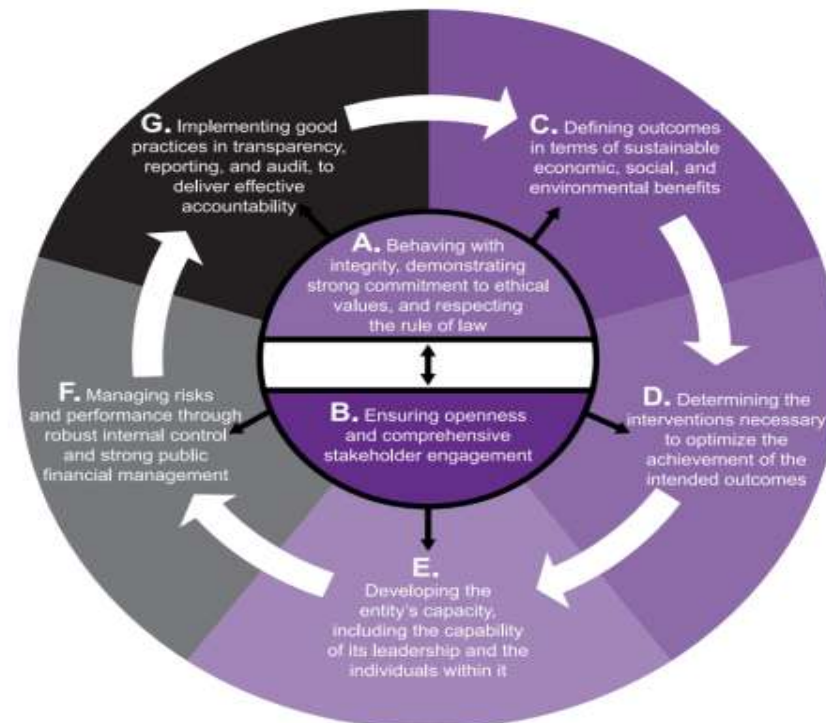 A. Behaving with
integrity, demonstrating
strong commitment to ethical
values, and respecting
the rule of law
B. Ensuring openness
and comprehensive
stakeholder engagement
C. Defining outcomes
in terms of sustainable
economic, social, and
environmental benefits
D. Determining the
interventions necessary
to optimize the
achievement of the
intended outcomes
E.
Developing the
entity's capacity,
including the capability
of its leadership and the
individuals within it
F. Managing risks
and performance through
robust internal control
and strong public
financial management
G. Implementing good
practices in transparency,
reporting, and audit, to
deliver effective
accountability